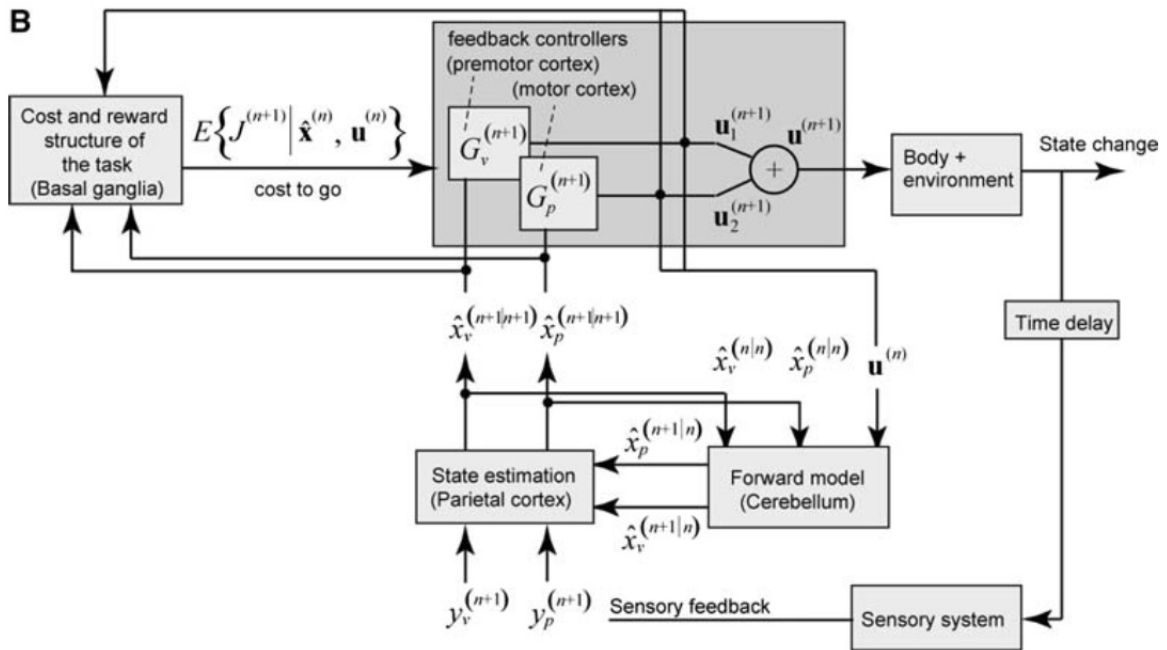 B
feedback controllers
(premotor cortex)
(motor cortex)
Cost and reward
structure of
the task
(Basal ganglia)
E{J^(n+1)| x̂^(n), u^(n)}
cost to go
G_v^(n+1)
G_p^(n+1)
u_1^(n+1)
u^(n+1)
+
u_2^(n+1)
Body +
environment
State change
Time delay
x̂_v^(n+1|n+1) x̂_p^(n+1|n+1)
x̂_v^(n|n) x̂_p^(n|n) u^(n)
x̂_p^(n+1|n)
State estimation
(Parietal cortex)
Forward model
(Cerebellum)
x̂_v^(n+1|n)
y_v^(n+1) y_p^(n+1)
Sensory feedback
Sensory system